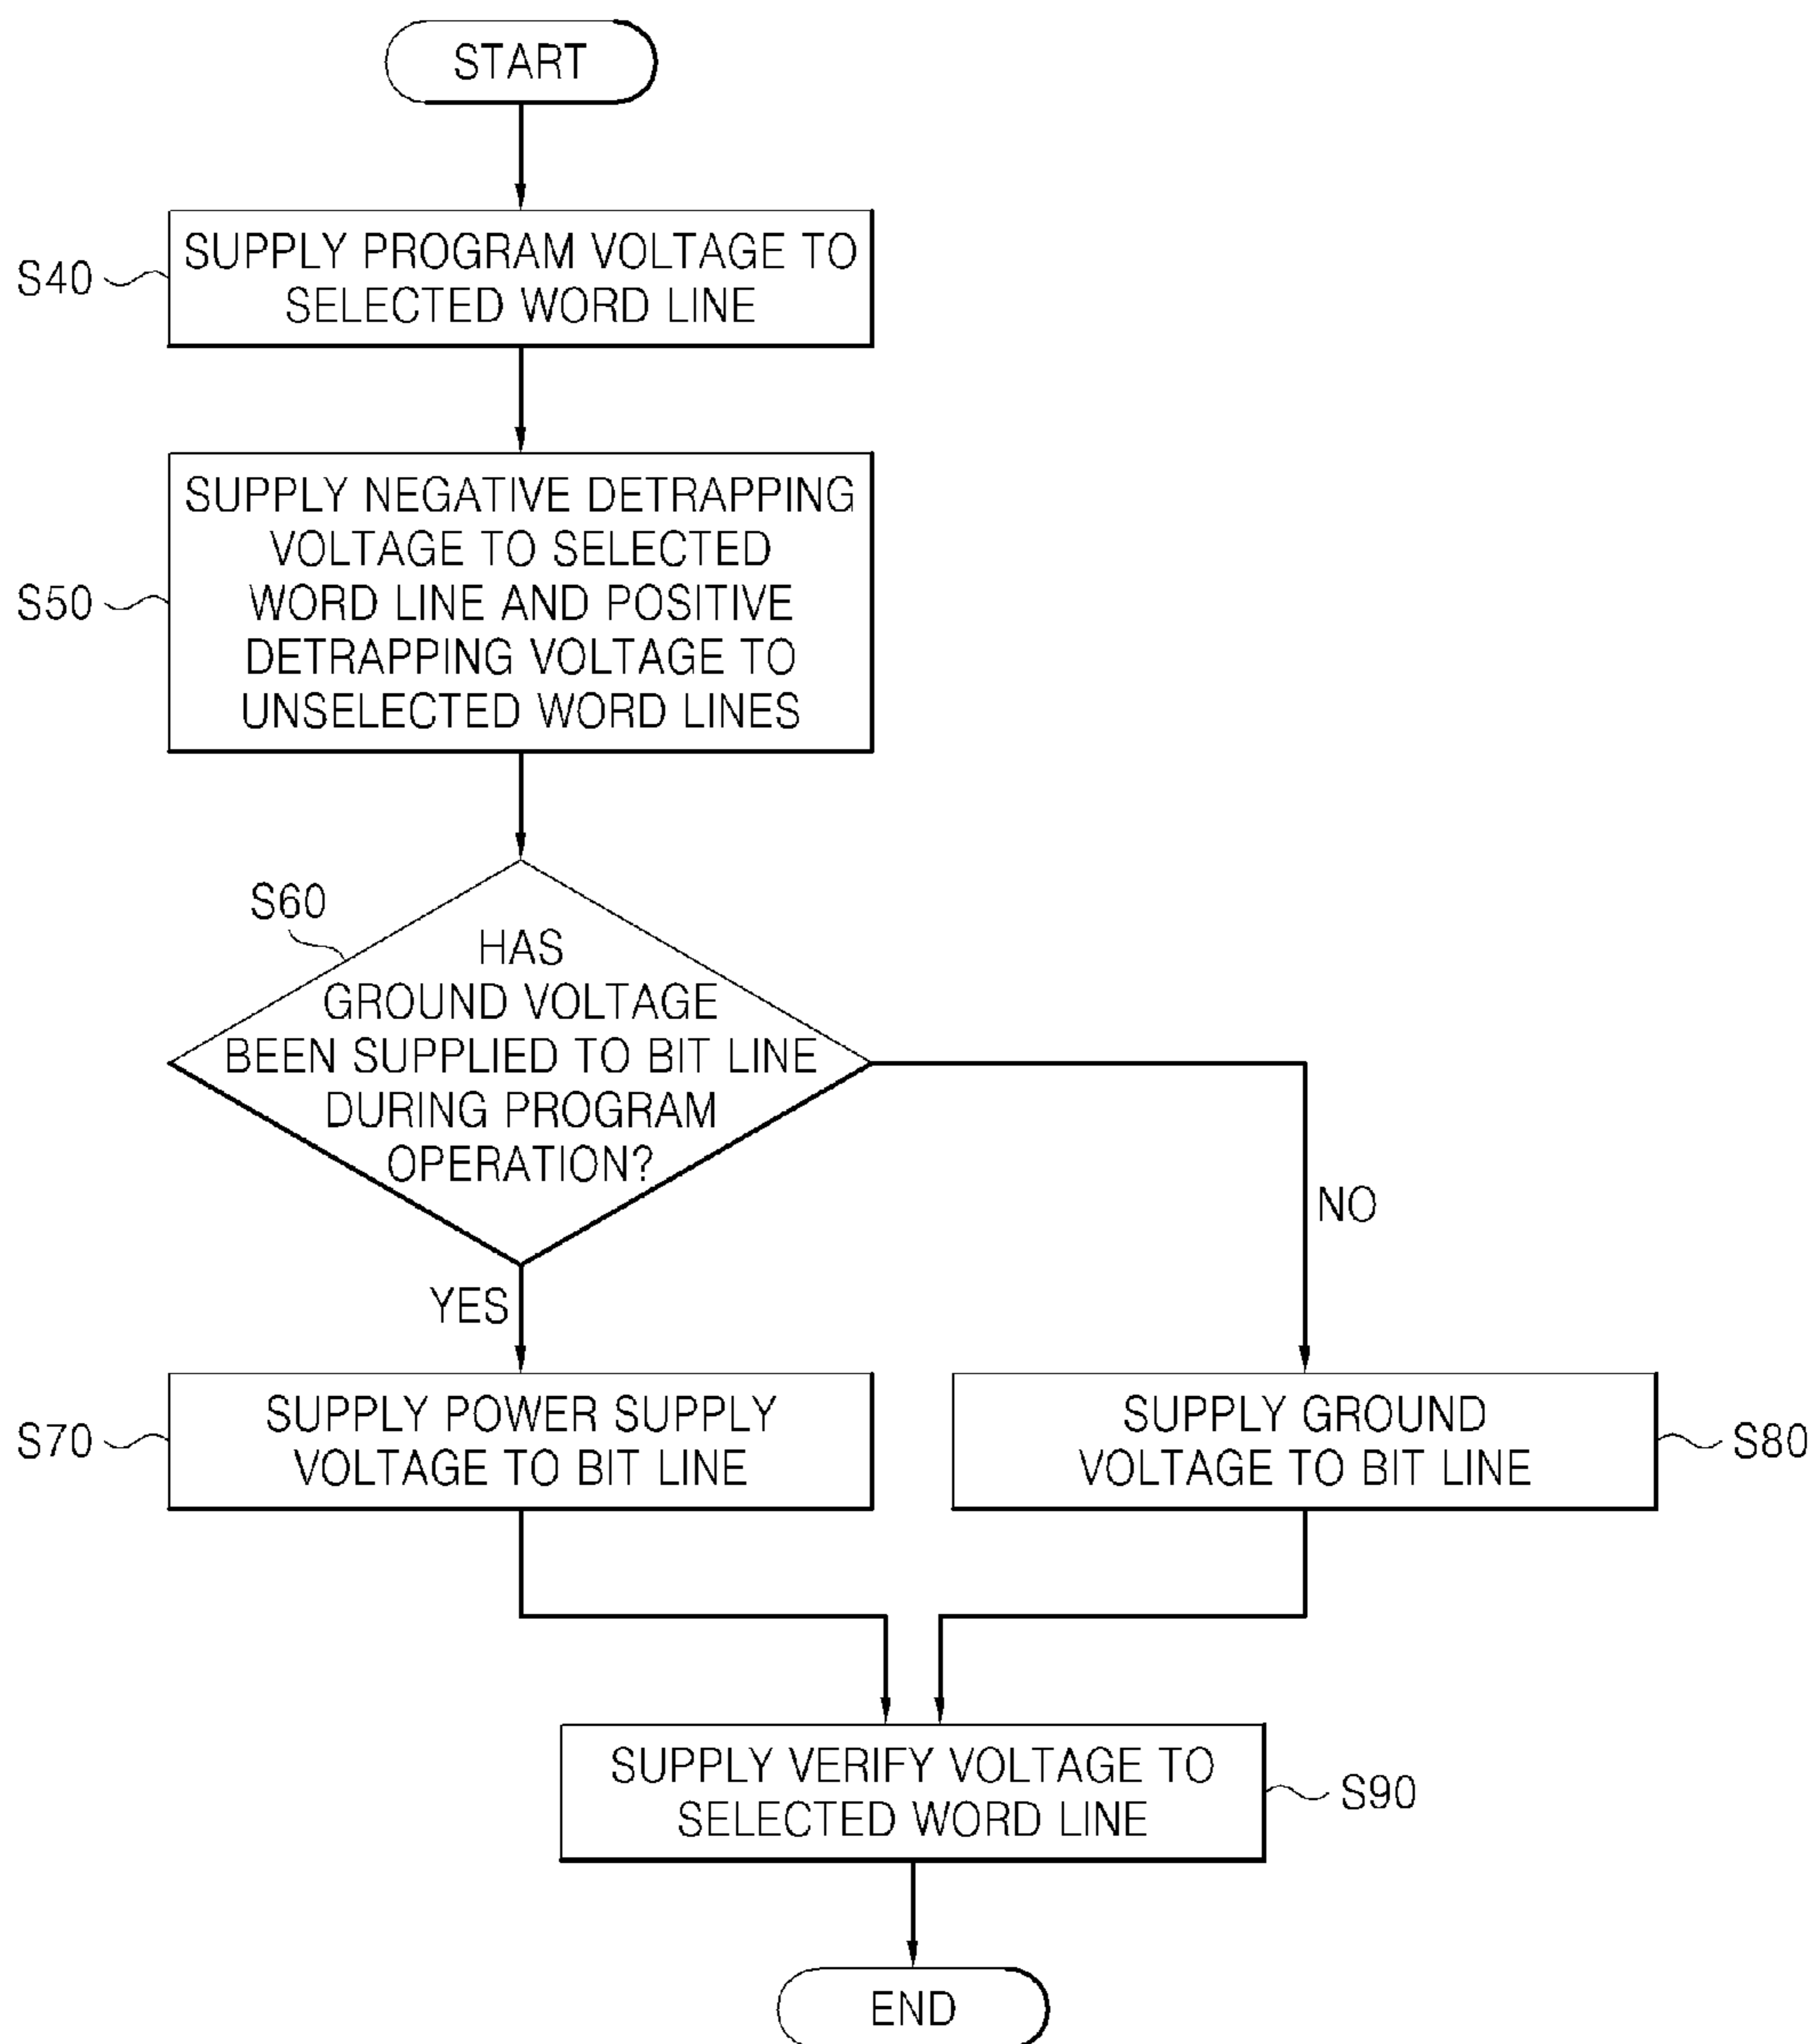 START
S40
SUPPLY PROGRAM VOLTAGE TO
SELECTED WORD LINE
S50
SUPPLY NEGATIVE DETRAPPING
VOLTAGE TO SELECTED
WORD LINE AND POSITIVE
DETRAPPING VOLTAGE TO
UNSELECTED WORD LINES
S60
HAS
GROUND VOLTAGE
BEEN SUPPLIED TO BIT LINE
DURING PROGRAM
OPERATION?
NO
YES
S70
SUPPLY POWER SUPPLY
VOLTAGE TO BIT LINE
SUPPLY GROUND
VOLTAGE TO BIT LINE
S80
SUPPLY VERIFY VOLTAGE TO
SELECTED WORD LINE
S90
END